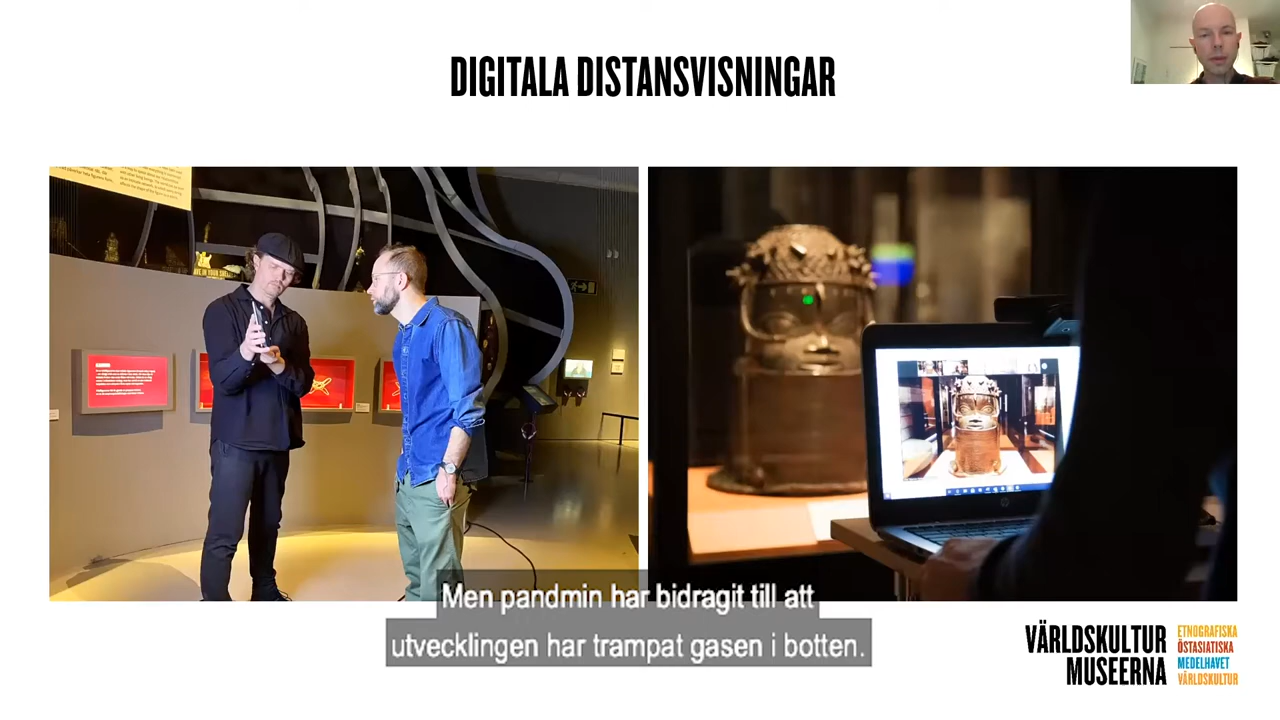 DIGITALA DISTANSVISNINGAR
Men pandmin har bidragit till att
utvecklingen har trampat gasen i botten.
VÄRLDSKULTUR
MUSEERNA
ETNOGRAFISKA
ÖSTASIATISKA
MEDELHAVET
VÄRLDSKULTUR